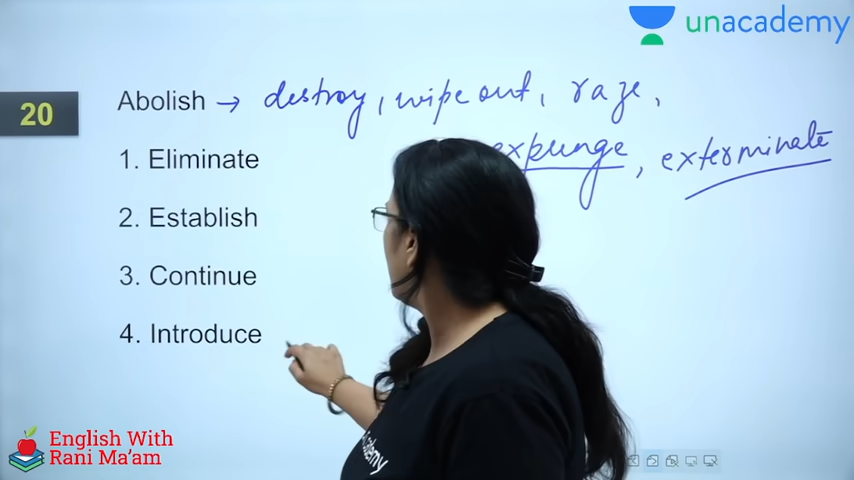 unacademy
20
Abolish → destroy, wipe out, raze,
expunge, exterminate
1. Eliminate
2. Establish
3. Continue
4. Introduce
English With
Rani Ma'am